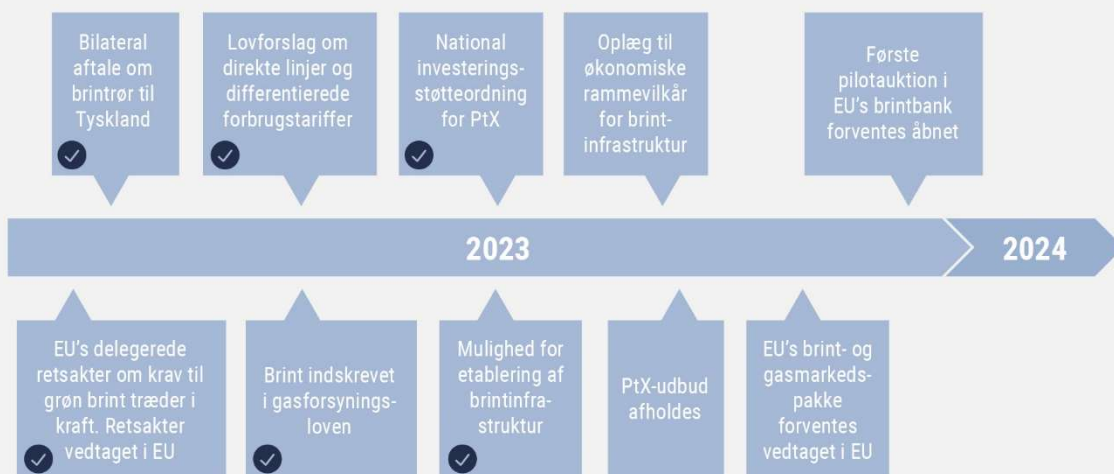 Bilateral
aftale om
brintrør til
Tyskland
Lovforslag om
direkte linjer og
differentierede
forbrugstariffer
National
investerings-
støtteordning
for PtX
Oplæg til
økonomiske
rammevilkår
for brint-
infrastruktur
Første
pilotauktion i
EU's brintbank
forventes åbnet
2023
2024
EU's delegerede
retsakter om krav til
grøn brint træder i
kraft. Retsakter
vedtaget i EU
Brint indskrevet
i gasforsynings-
loven
Mulighed for
etablering af
brintinfra-
struktur
PtX-udbud
afholdes
EU's brint- og
gasmarkeds-
pakke
forventes
vedtaget i EU